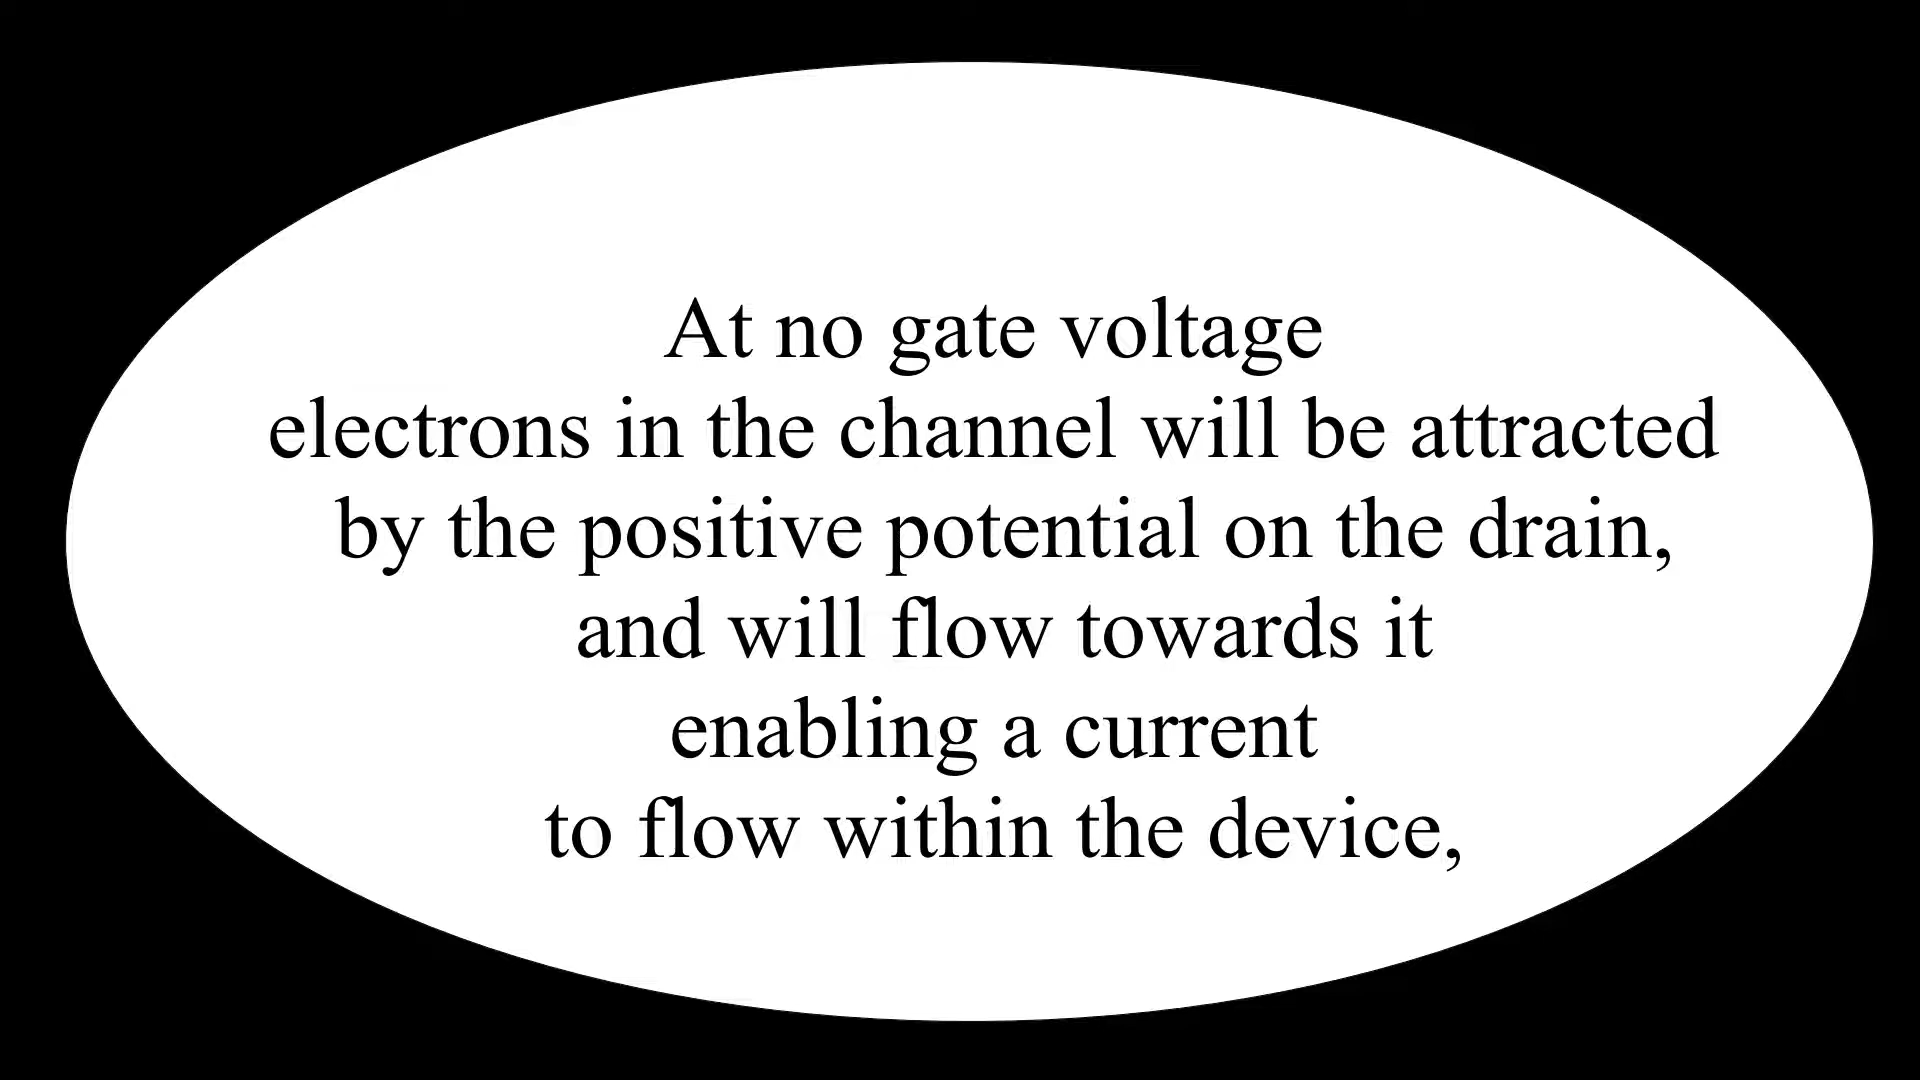 At no gate voltage
electrons in the channel will be attracted
by the positive potential on the drain,
and will flow towards it
enabling a current
to flow within the device,